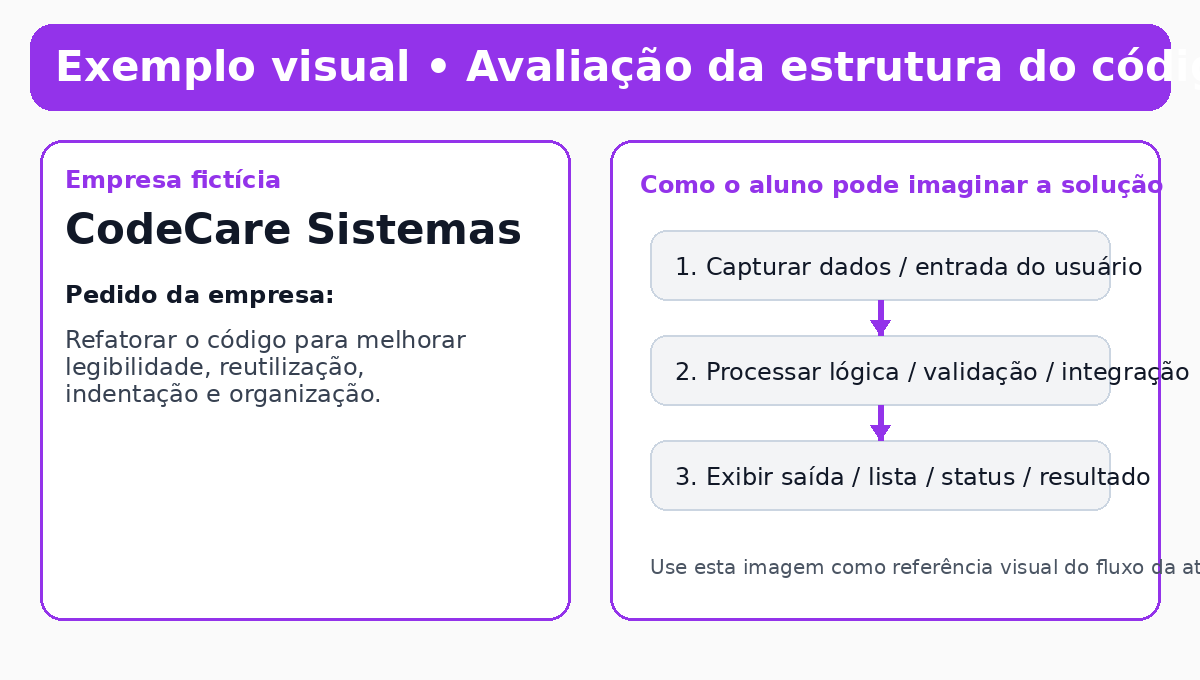 Exemplo visual • Avaliação da estrutura do códig
Empresa fictícia
CodeCare Sistemas
Pedido da empresa:
Refatorar o código para melhorar
legibilidade, reutilização,
indentação e organização.
Como o aluno pode imaginar a solução
1. Capturar dados / entrada do usuário
2. Processar lógica / validação / integração
3. Exibir saída / lista / status / resultado
Use esta imagem como referência visual do fluxo da at